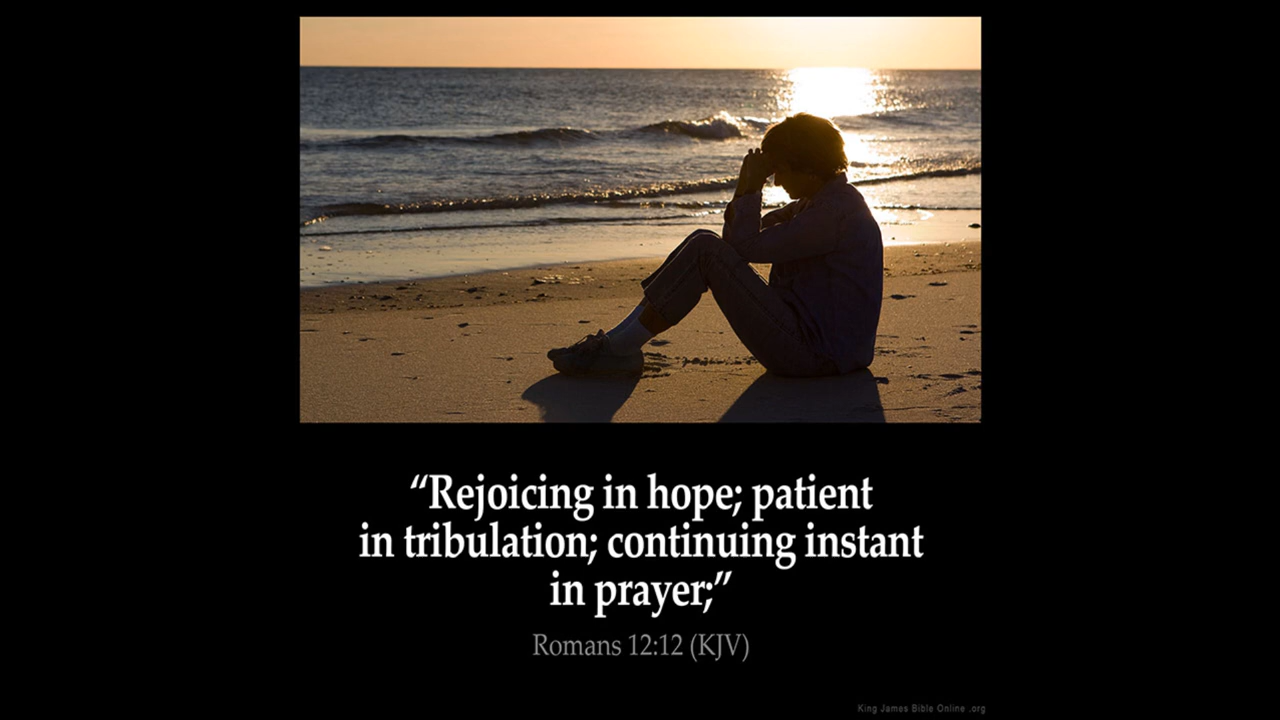 “Rejoicing in hope; patient
in tribulation; continuing instant
in prayer;”
Romans 12:12 (KJV)
King James Bible Online .org